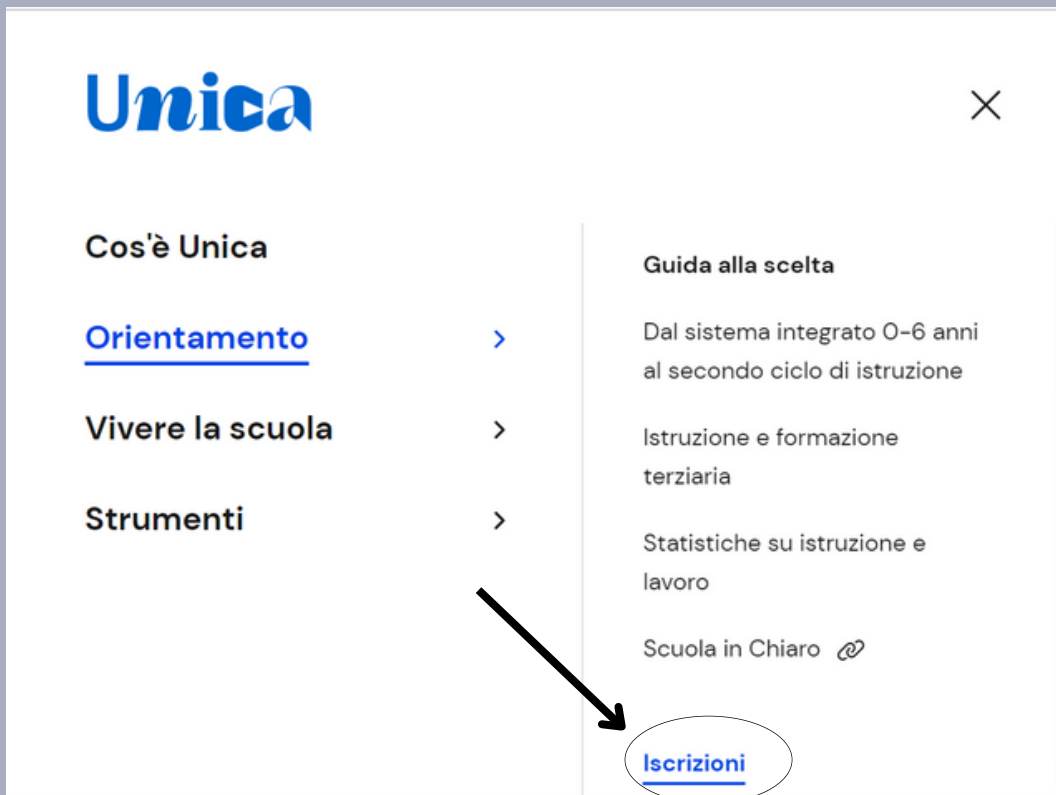 Unica
Cos'è Unica
Orientamento
Vivere la scuola
Strumenti
Guida alla scelta
Dal sistema integrato 0-6 anni
al secondo ciclo di istruzione
Istruzione e formazione
terziaria
Statistiche su istruzione e
lavoro
Scuola in Chiaro
Iscrizioni